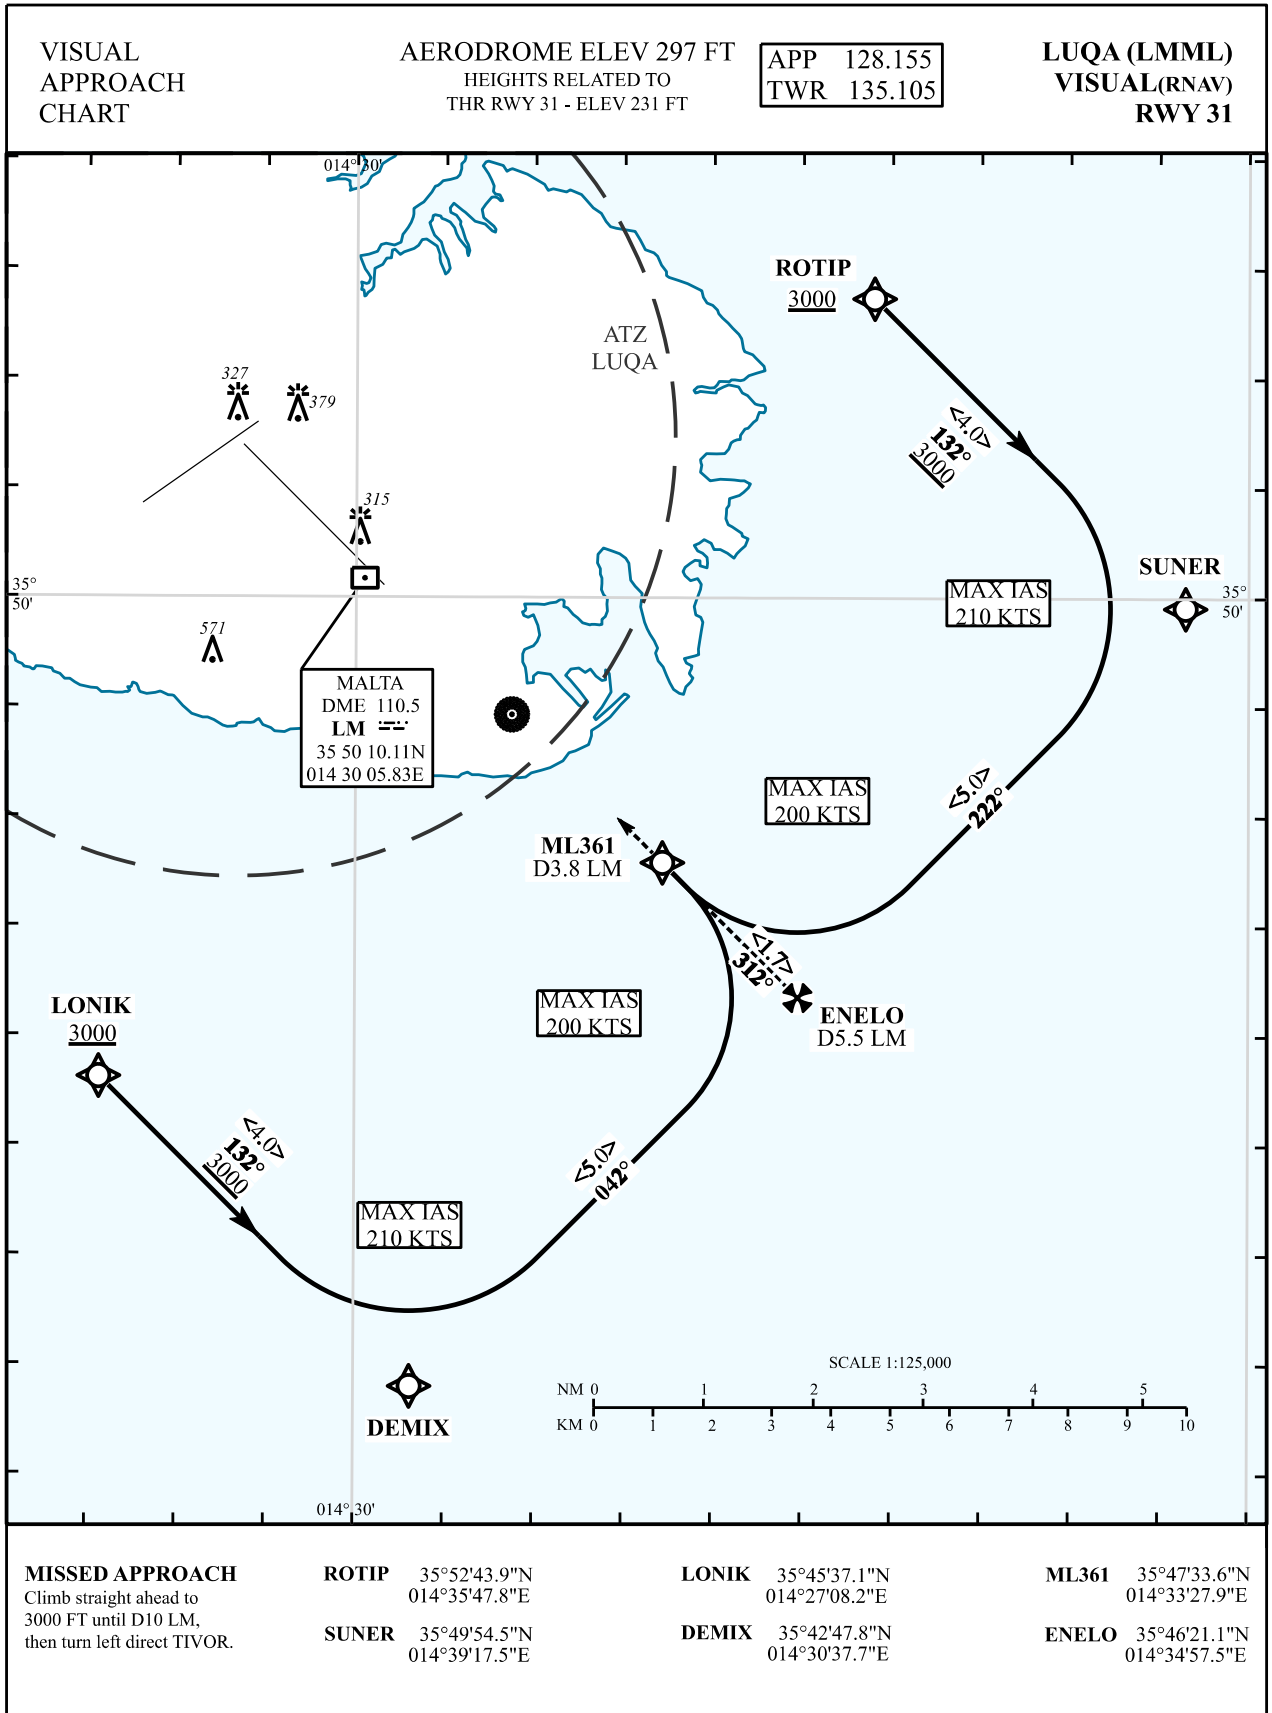 VISUAL
APPROACH
CHART
AERODROME ELEV 297 FT
HEIGHTS RELATED TO
THR RWY 31 - ELEV 231 FT
APP 128.155
TWR 135.105
LUQA (LMML)
VISUAL(RNAV)
RWY 31
014° 30'
ROTIP
3000
ATZ
LUQA
327
379
<4.0>
132°
3000
315
SUNER
35°
50'
MAX IAS
210 KTS
35°
50'
571
MALTA
DME 110.5
LM
35 50 10.11N
014 30 05.83E
MAX IAS
200 KTS
<5.0>
222°
ML361
D3.8 LM
<1.7>
312°
MAX IAS
200 KTS
ENELO
D5.5 LM
LONIK
3000
<4.0>
132°
3000
<5.0>
042°
MAX IAS
210 KTS
DEMIX
SCALE 1:125,000
NM 0 1 2 3 4 5
KM 0 1 2 3 4 5 6 7 8 9 10
014° 30'
MISSED APPROACH
Climb straight ahead to
3000 FT until D10 LM,
then turn left direct TIVOR.
ROTIP 35°52'43.9"N
014°35'47.8"E
SUNER 35°49'54.5"N
014°39'17.5"E
LONIK 35°45'37.1"N
014°27'08.2"E
DEMIX 35°42'47.8"N
014°30'37.7"E
ML361 35°47'33.6"N
014°33'27.9"E
ENELO 35°46'21.1"N
014°34'57.5"E